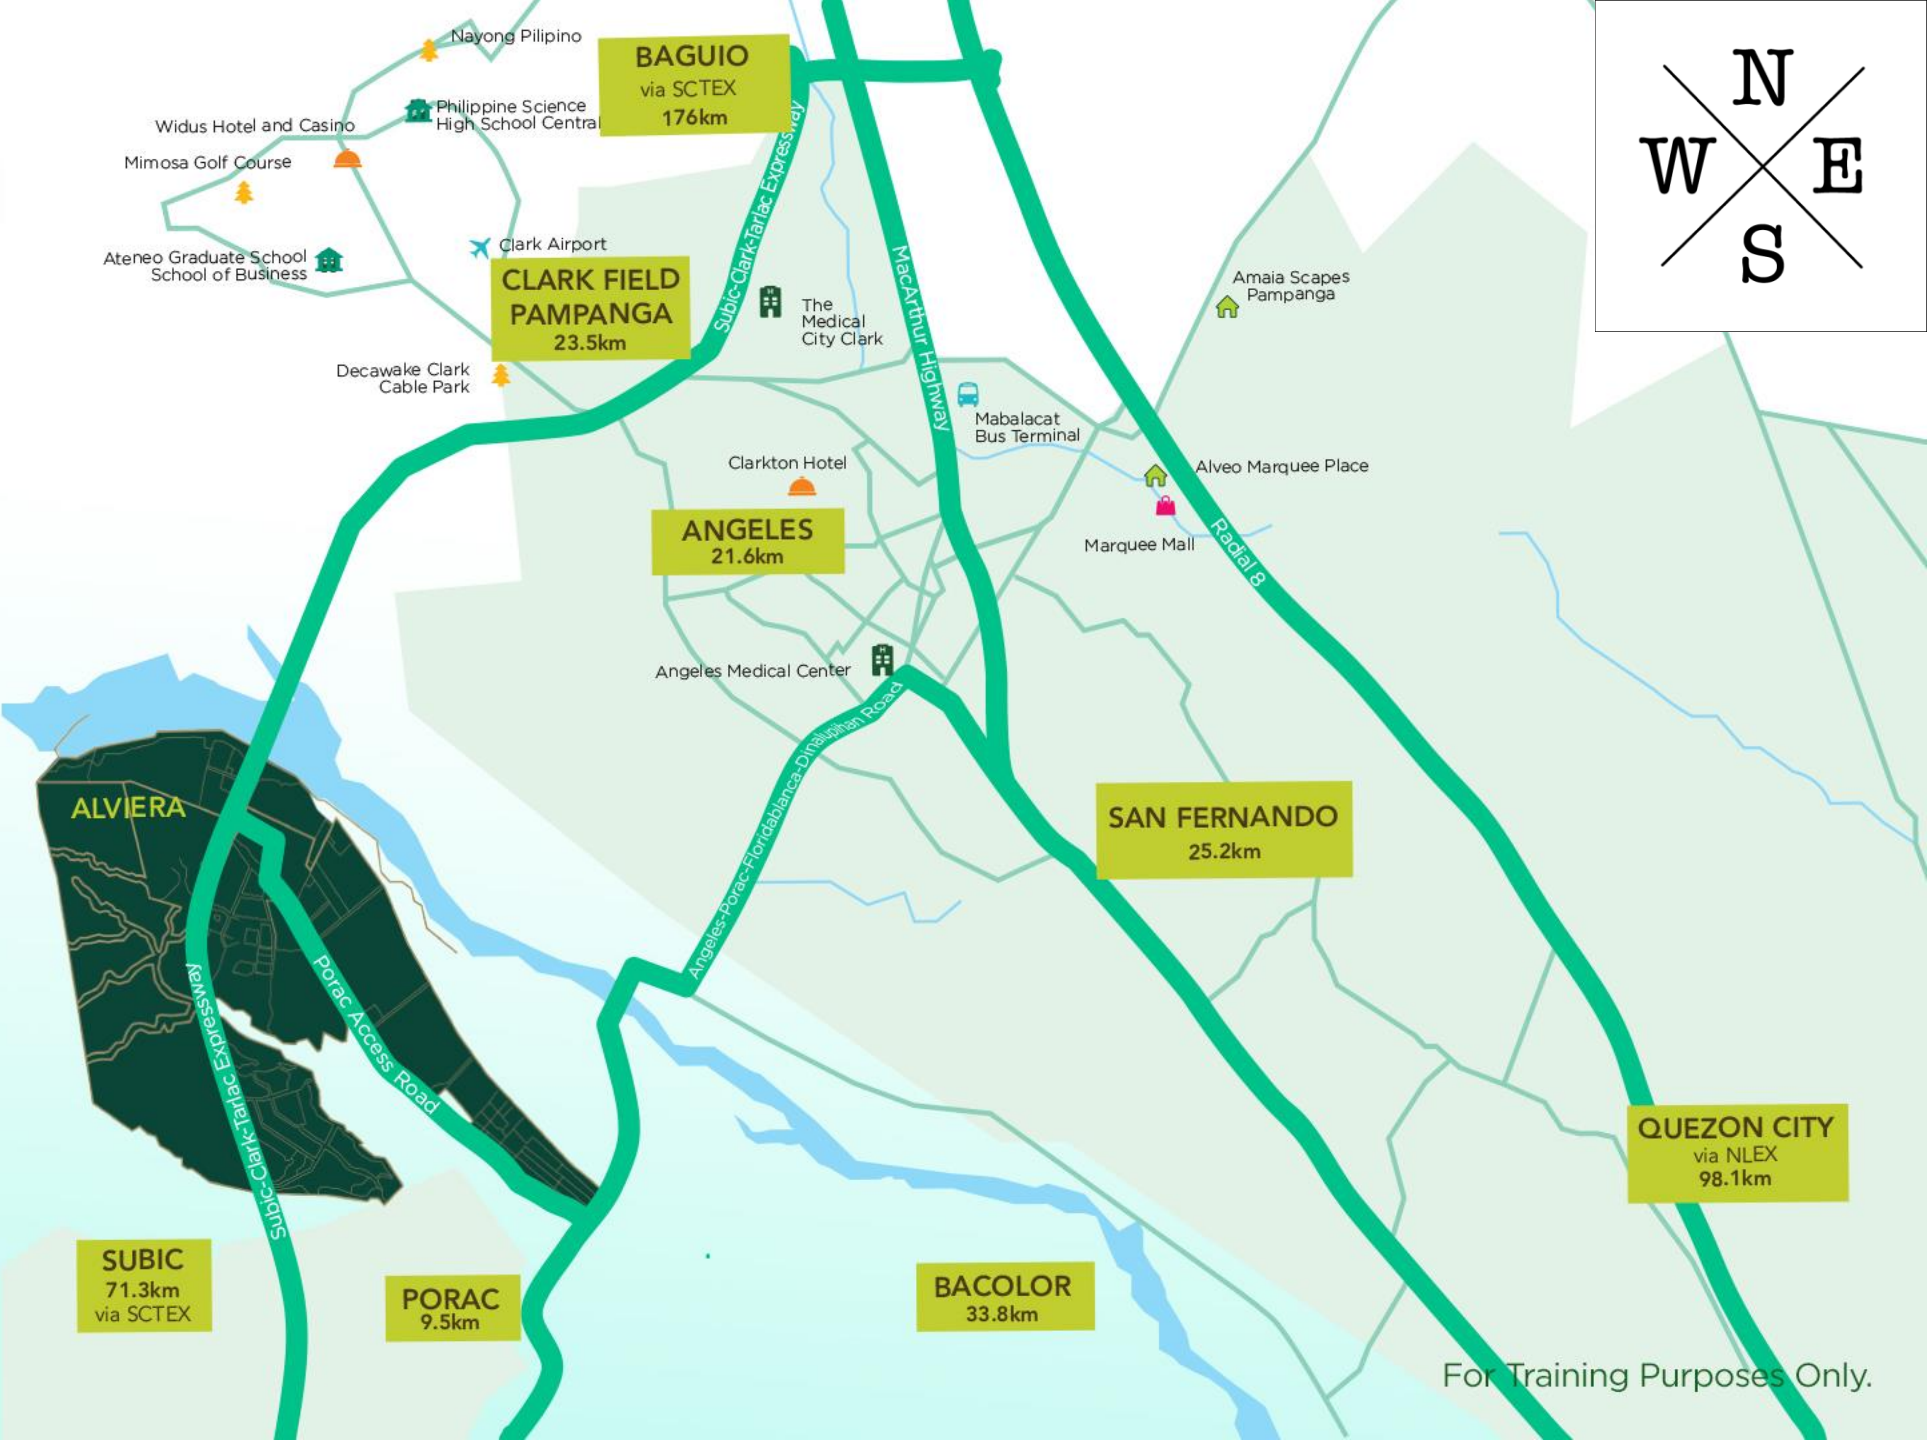 Nayong Pilipino
BAGUIO
via SCTEX
176km
N
W
E
S
Philippine Science
High School Central
Widus Hotel and Casino
Mimosa Golf Course
Ateneo Graduate School
School of Business
Clark Airport
CLARK FIELD
PAMPANGA
23.5km
Subic-Clark-Tarlac Expressway
The
Medical
City Clark
MacArthur Highway
Amaia Scapes
Pampanga
Decawake Clark
Cable Park
Mabalacat
Bus Terminal
Clarkton Hotel
Alveo Marquee Place
ANGELES
21.6km
Marquee Mall
Radial 8
Angeles Medical Center
Angeles-Porac-Floridablanca-Dinalupihan Road
ALVIERA
SAN FERNANDO
25.2km
Subic-Clark-Tarlac Expressway
Porac Access Road
QUEZON CITY
via NLEX
98.1km
SUBIC
71.3km
via SCTEX
PORAC
9.5km
BACOLOR
33.8km
For Training Purposes Only.